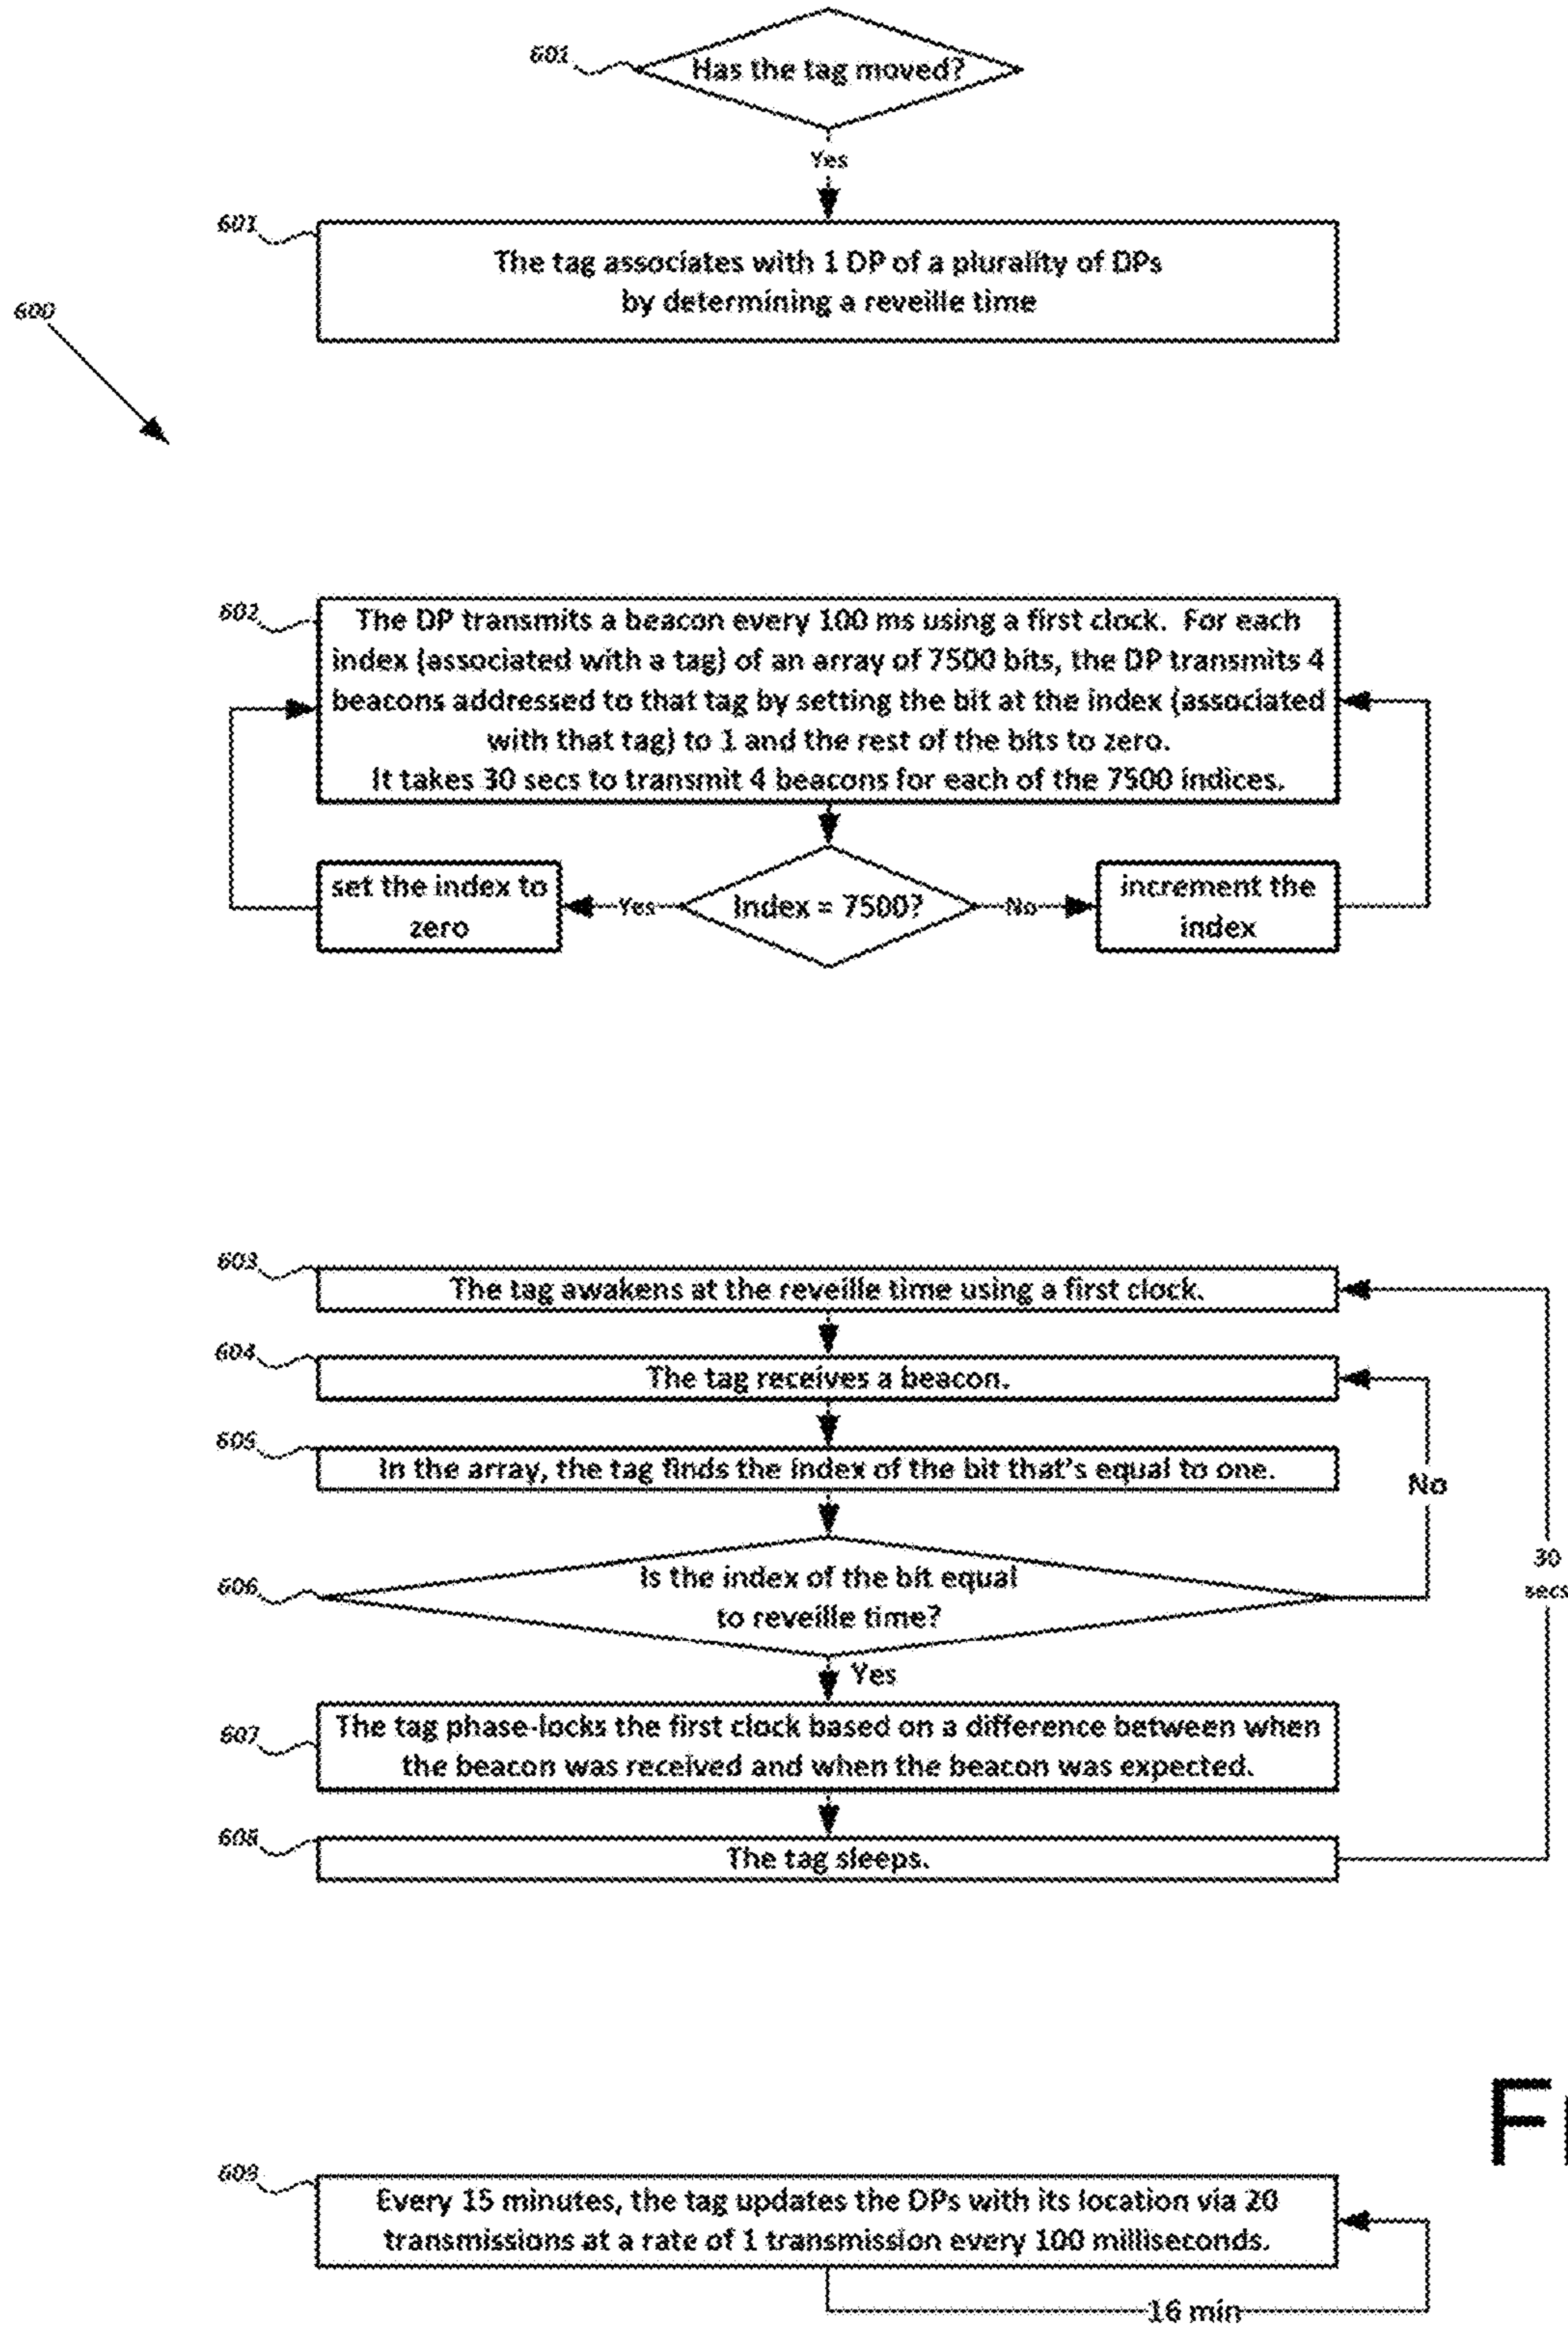 601
Has the tag moved?
Yes
601
The tag associates with 1 DP of a plurality of DPs
by determining a reveille time
600
602
The DP transmits a beacon every 100 ms using a first clock. For each
index (associated with a tag) of an array of 7500 bits, the DP transmits 4
beacons addressed to that tag by setting the bit at the index (associated
with that tag) to 1 and the rest of the bits to zero.
It takes 30 secs to transmit 4 beacons for each of the 7500 indices.
set the index to
zero
Yes
Index = 7500?
No
increment the
index
603
The tag awakens at the reveille time using a first clock.
604
The tag receives a beacon.
605
In the array, the tag finds the index of the bit that's equal to one.
No
606
Is the index of the bit equal
to reveille time?
30
secs
Yes
607
The tag phase-locks the first clock based on a difference between when
the beacon was received and when the beacon was expected.
608
The tag sleeps.
609
Every 15 minutes, the tag updates the DPs with its location via 20
transmissions at a rate of 1 transmission every 100 milliseconds.
16 min